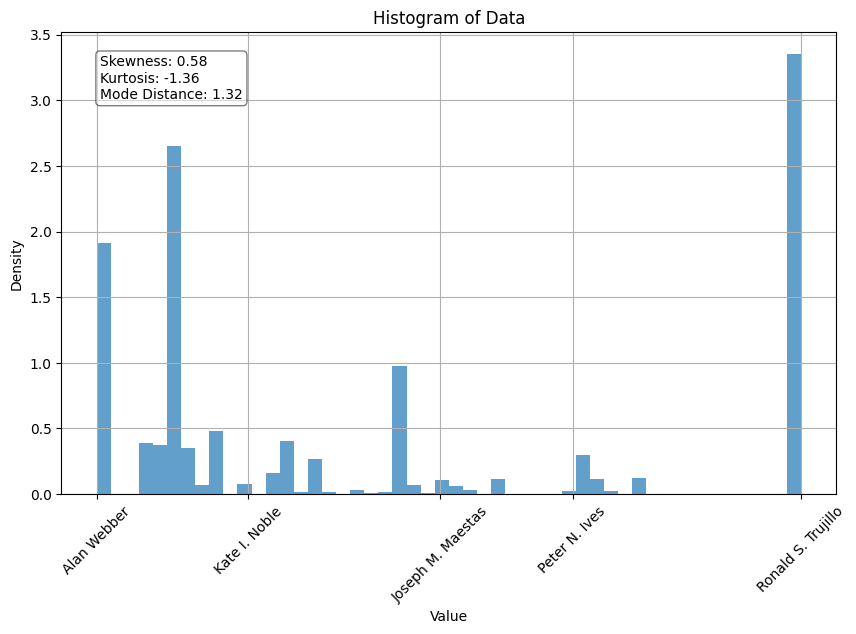 Histogram of Data
Skewness: 0.58
Kurtosis: -1.36
Mode Distance: 1.32
Density
3.5
3.0
2.5
2.0
1.5
1.0
0.5
0.0
Alan Webber
Kate I. Noble
Joseph M. Maestas
Peter N. Ives
Ronald S. Trujillo
Value